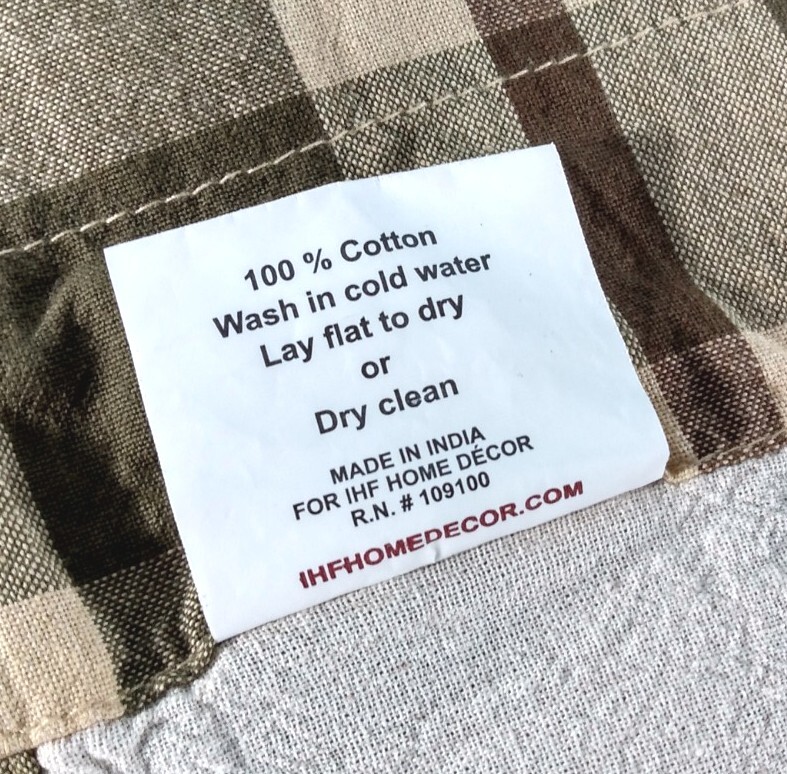 100 % Cotton
Wash in cold water
Lay flat to dry
or
Dry clean
MADE IN INDIA
FOR IHF HOME DÉCOR
R.N. # 109100
IHFHOMEDECOR.COM